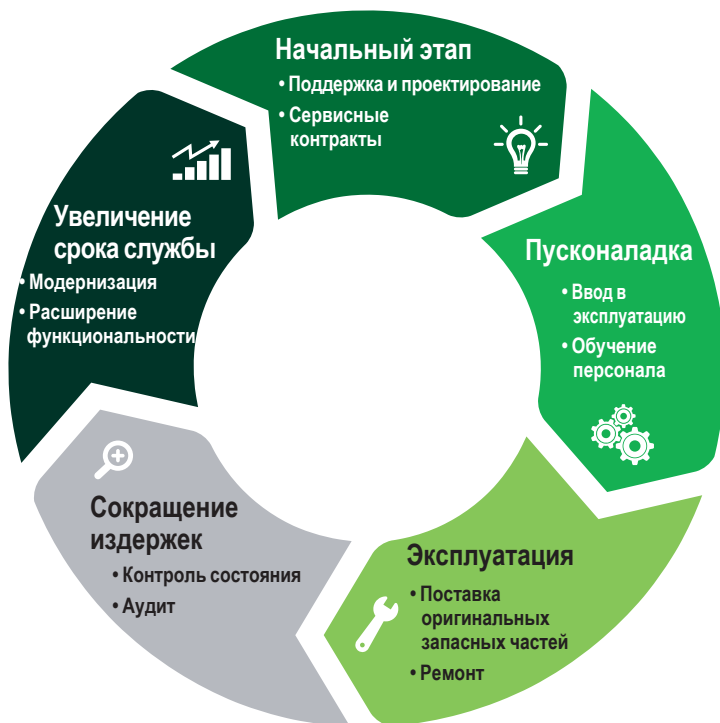 Начальный этап
• Поддержка и проектирование
• Сервисные
контракты
Пусконаладка
• Ввод в
эксплуатацию
• Обучение
персонала
Эксплуатация
• Поставка
оригинальных
запасных частей
• Ремонт
Сокращение
издержек
• Контроль состояния
• Аудит
Увеличение
срока службы
• Модернизация
• Расширение
функциональности